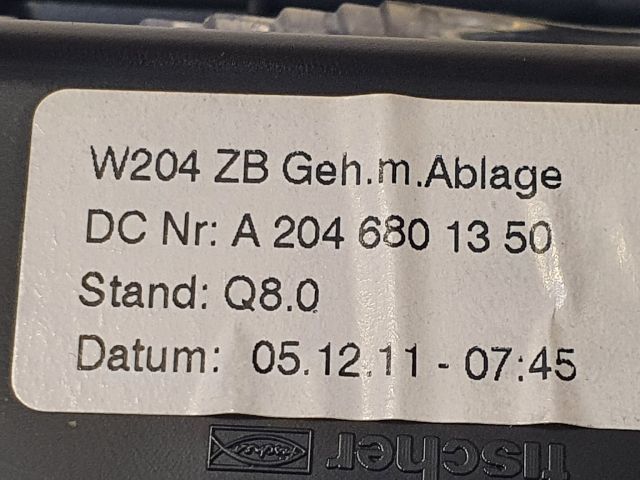 W204 ZB Geh.m.Ablage
DC Nr: A 204 680 13 50
Stand: Q8.0
Datum: 05.12.11 - 07:45
fischer
fischer